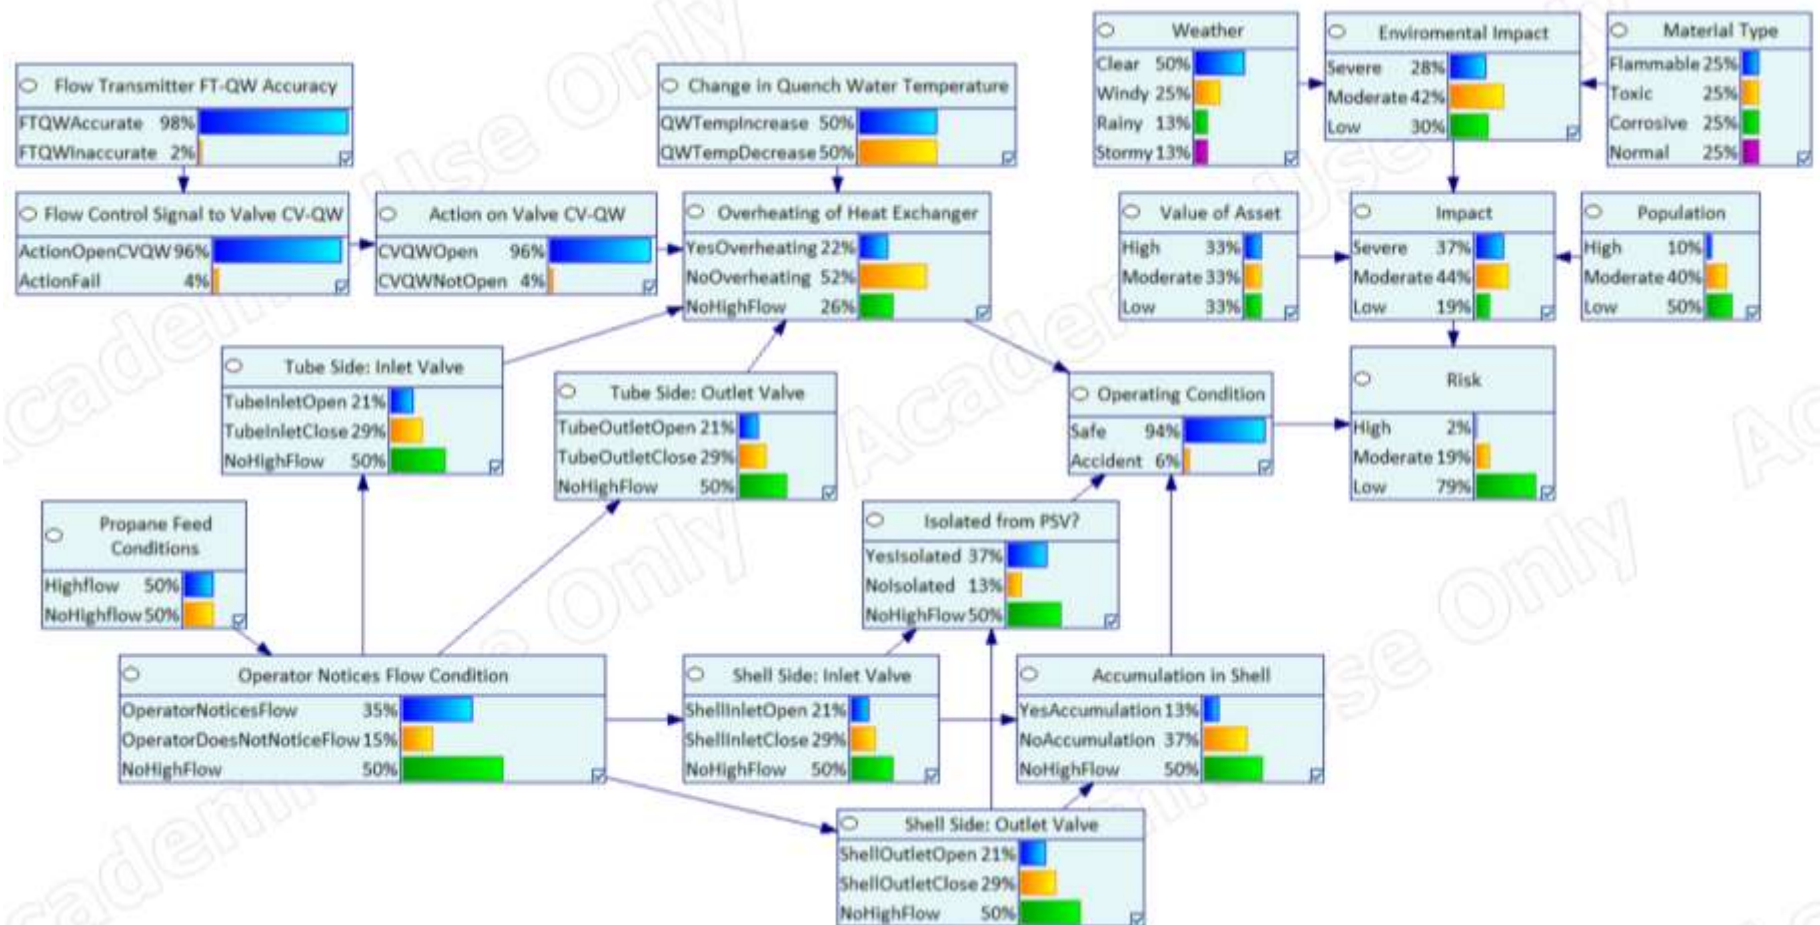 Weather
Clear 50%
Windy 25%
Rainy 13%
Stormy 13%
Enviromental Impact
Severe 28%
Moderate 42%
Low 30%
Material Type
Flammable 25%
Toxic 25%
Corrosive 25%
Normal 25%
Flow Transmitter FT-QW Accuracy
FTQWAccurate 98%
FTQWInaccurate 2%
Change in Quench Water Temperature
QWTempIncrease 50%
QWTempDecrease 50%
Flow Control Signal to Valve CV-QW
ActionOpenCVQW 96%
ActionFail 4%
Action on Valve CV-QW
CVQWOpen 96%
CVQWNotOpen 4%
Overheating of Heat Exchanger
YesOverheating 22%
NoOverheating 52%
NoHighFlow 26%
Value of Asset
High 33%
Moderate 33%
Low 33%
Impact
Severe 37%
Moderate 44%
Low 19%
Population
High 10%
Moderate 40%
Low 50%
Tube Side: Inlet Valve
TubeInletOpen 21%
TubeInletClose 29%
NoHighFlow 50%
Tube Side: Outlet Valve
TubeOutletOpen 21%
TubeOutletClose 29%
NoHighFlow 50%
Operating Condition
Safe 94%
Accident 6%
Risk
High 2%
Moderate 19%
Low 79%
Propane Feed
Conditions
Highflow 50%
NoHighflow 50%
Isolated from PSV?
YesIsolated 37%
NoIsolated 13%
NoHighFlow 50%
Operator Notices Flow Condition
OperatorNoticesFlow 35%
OperatorDoesNotNoticeFlow 15%
NoHighFlow 50%
Shell Side: Inlet Valve
ShellInletOpen 21%
ShellInletClose 29%
NoHighFlow 50%
Accumulation in Shell
YesAccumulation 13%
NoAccumulation 37%
NoHighFlow 50%
Shell Side: Outlet Valve
ShellOutletOpen 21%
ShellOutletClose 29%
NoHighFlow 50%
Academic Use Only